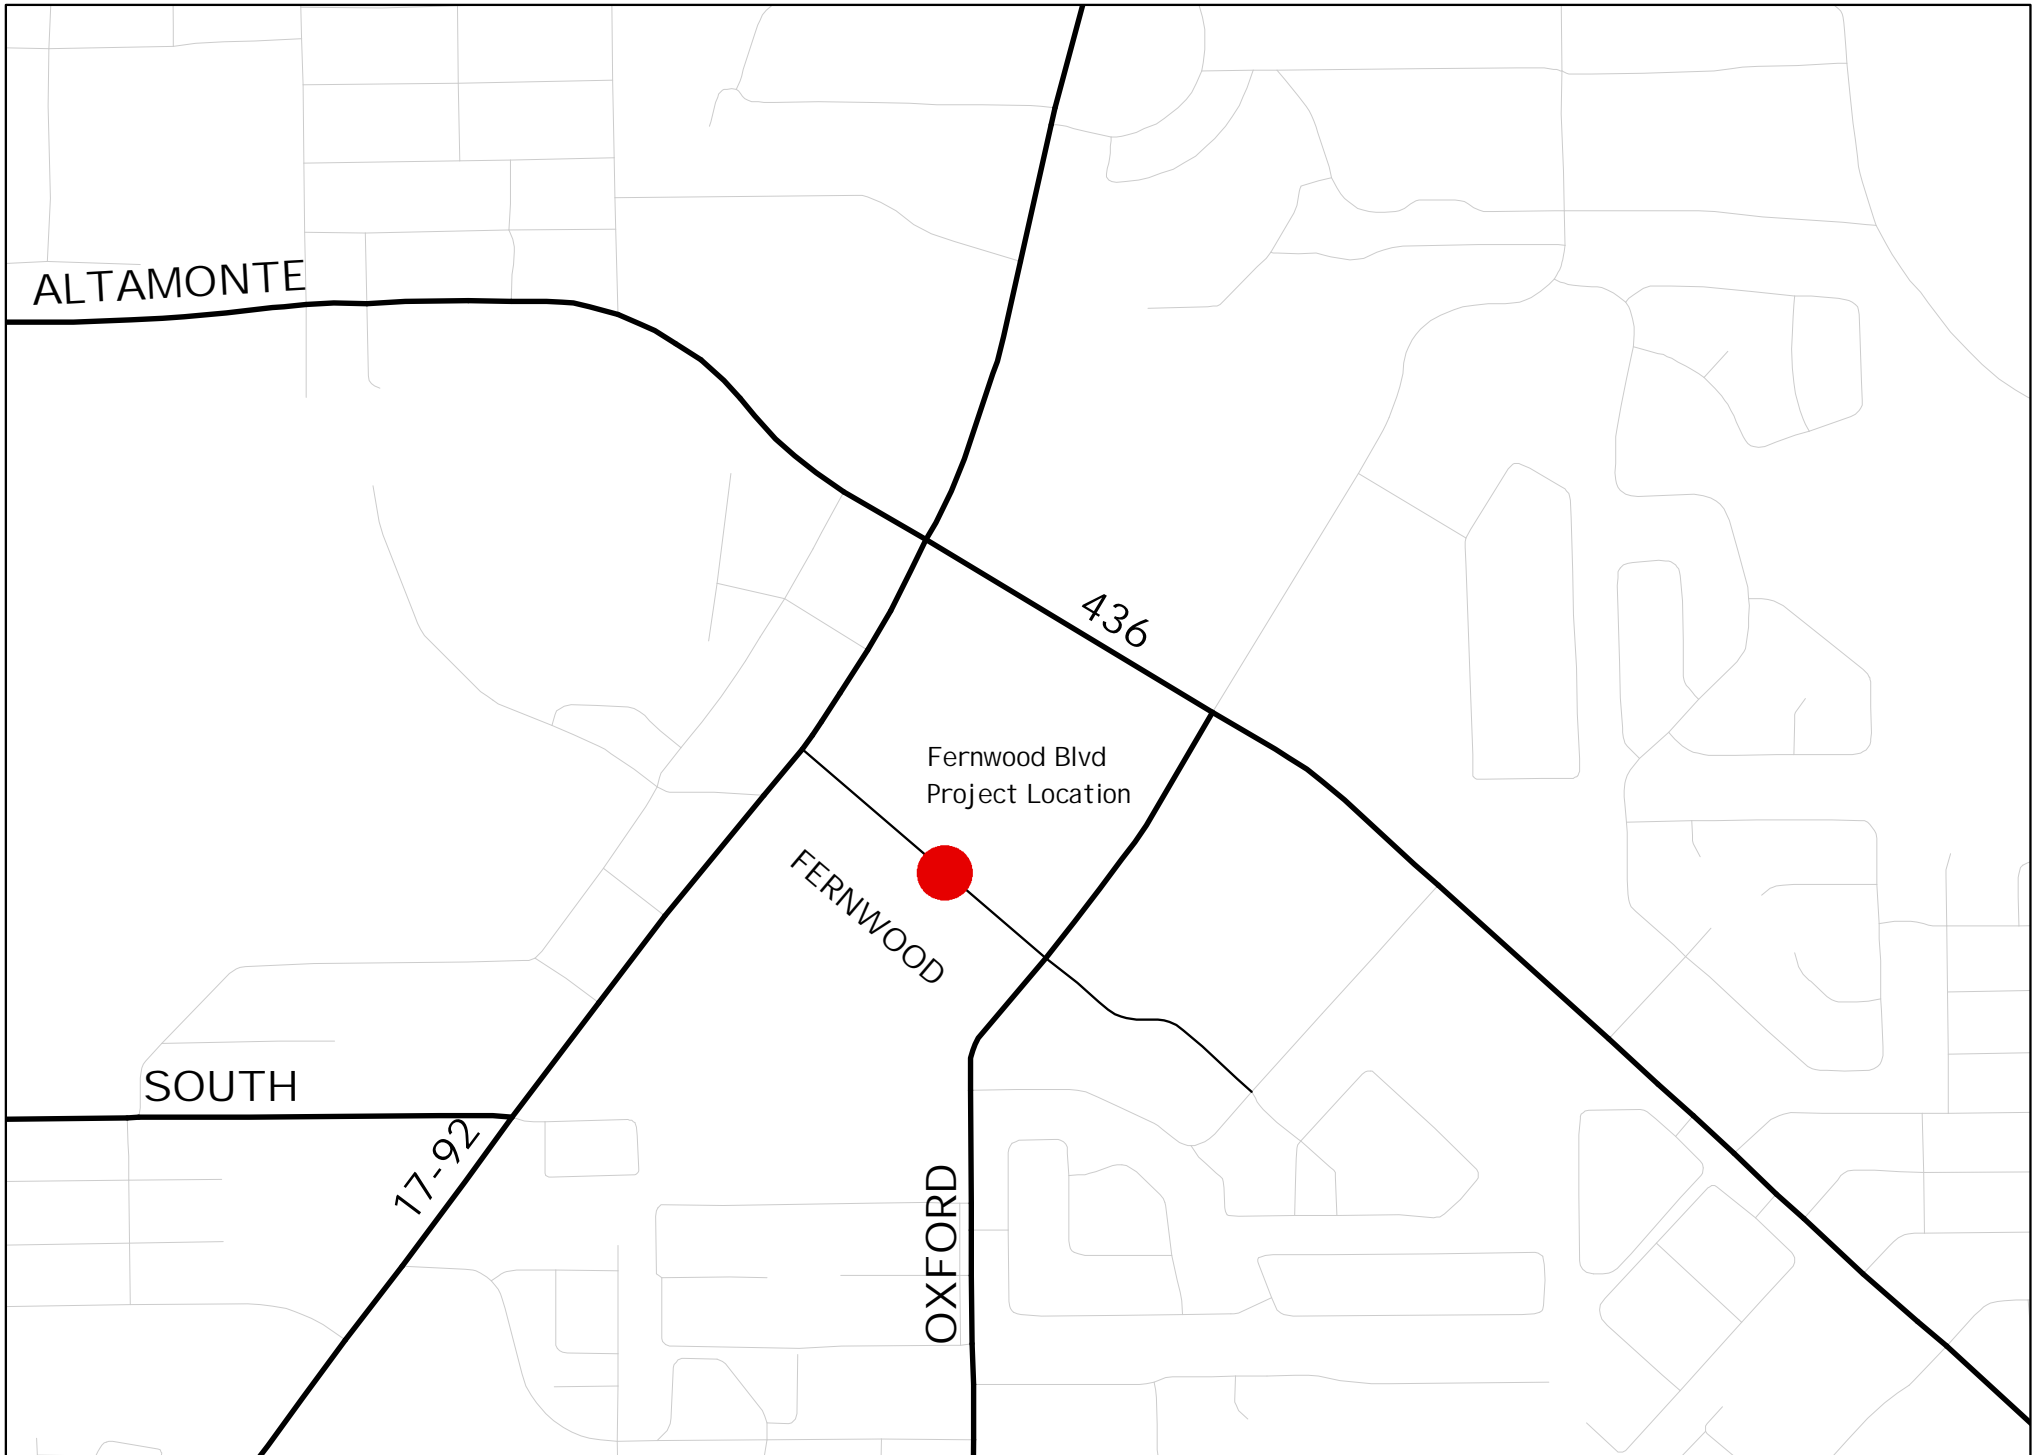 ALTAMONTE
436
Fernwood Blvd
Project Location
FERNWOOD
SOUTH
17-92
OXFORD